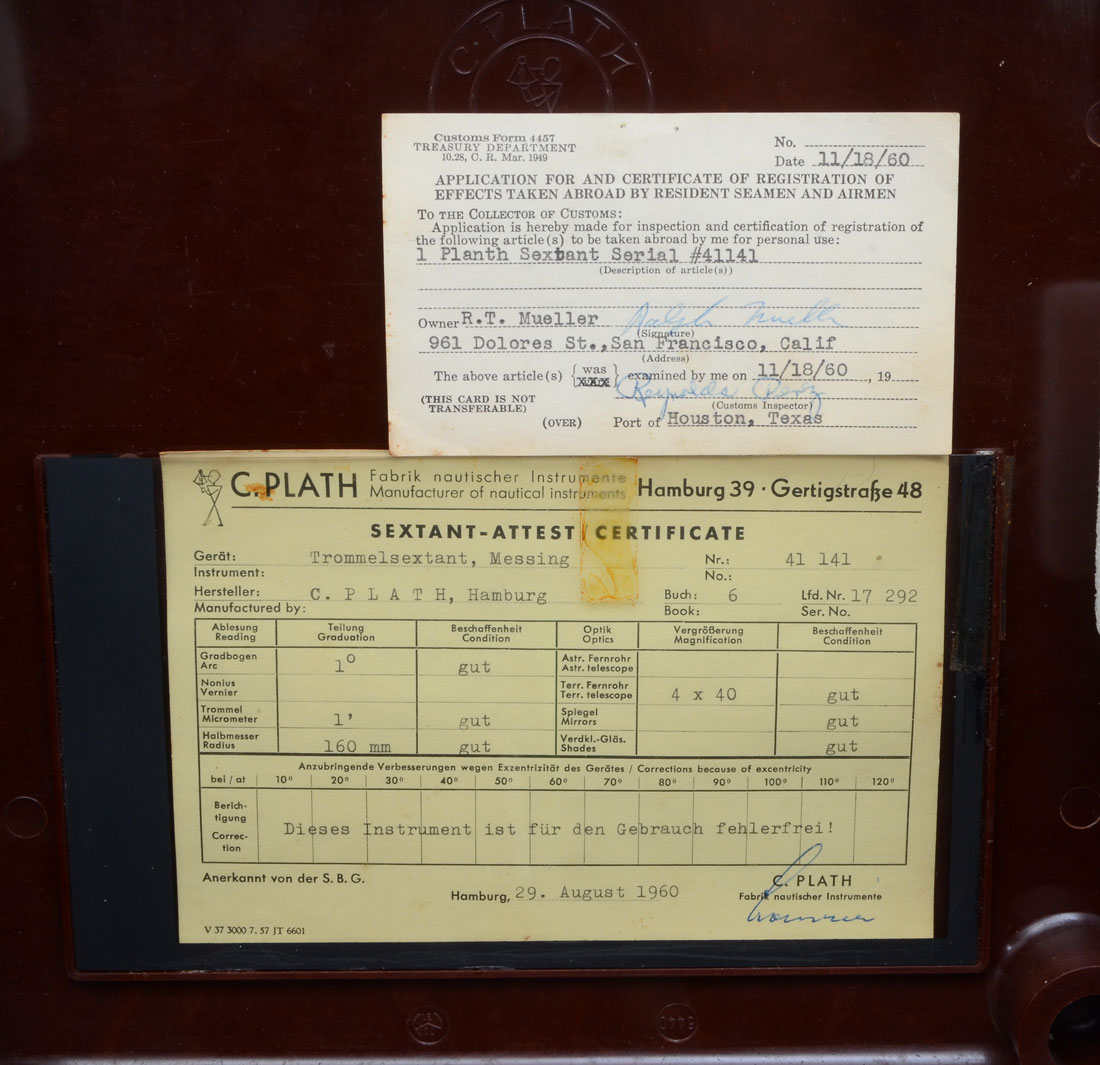 C. PLATH
Customs Form 4457
TREASURY DEPARTMENT
10.28, C. R. Mar. 1949
No.
Date 11/18/60
APPLICATION FOR AND CERTIFICATE OF REGISTRATION OF
EFFECTS TAKEN ABROAD BY RESIDENT SEAMEN AND AIRMEN
TO THE COLLECTOR OF CUSTOMS:
Application is hereby made for inspection and certification of registration of
the following article(s) to be taken abroad by me for personal use:
1 Planth Sextant Serial #41141
(Description of article(s))
Owner R.T. Mueller Ralph Mueller
(Signature)
961 Dolores St.,San Francisco, Calif
(Address)
The above article(s) {was} examined by me on 11/18/60, 19
Reynolds
(THIS CARD IS NOT
TRANSFERABLE)
(Customs Inspector)
(OVER) Port of Houston, Texas
C. PLATH Fabrik nautischer Instrumente
Manufacturer of nautical instruments
Hamburg 39 · Gertigstraße 48
SEXTANT-ATTEST / CERTIFICATE
Gerät: Trommelsextant, Messing Nr.: 41 141
Instrument: No.:
Hersteller: C. P L A T H, Hamburg Buch: 6 Lfd. Nr. 17 292
Manufactured by: Book: Ser. No.
Ablesung Teilung Beschaffenheit Optik Vergrößerung Beschaffenheit
Reading Graduation Condition Optics Magnification Condition
Gradbogen 1° gut Astr. Fernrohr
Arc Astr. telescope
Nonius Terr. Fernrohr 4 x 40 gut
Vernier Terr. telescope
Trommel 1' gut Spiegel gut
Micrometer Mirrors
Halbmesser 160 mm gut Verdkl.-Gläs. gut
Radius Shades
Anzubringende Verbesserungen wegen Exzentrizität des Gerätes / Corrections because of excentricity
bei / at 10° 20° 30° 40° 50° 60° 70° 80° 90° 100° 110° 120°
Berich-
tigung
Dieses Instrument ist für den Gebrauch fehlerfrei!
Correc-
tion
Anerkannt von der S. B. G.
Hamburg, 29. August 1960
C. PLATH
Fabrik nautischer Instrumente
V 37 3000 7. 57 JT 6601